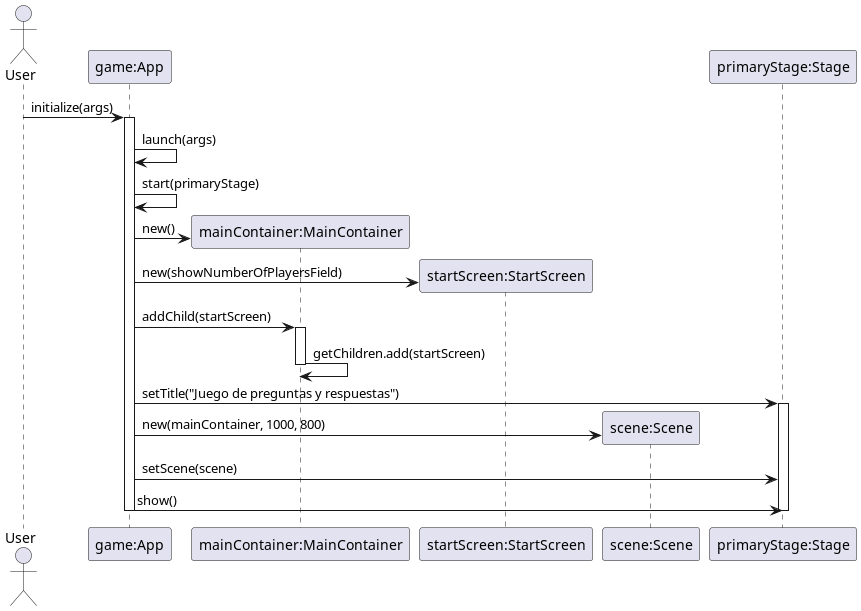 User
game:App
primaryStage:Stage
initialize(args)
launch(args)
start(primaryStage)
new()
mainContainer:MainContainer
new(showNumberOfPlayersField)
startScreen:StartScreen
addChild(startScreen)
getChildren.add(startScreen)
setTitle("Juego de preguntas y respuestas")
new(mainContainer, 1000, 800)
scene:Scene
setScene(scene)
show()
User
game:App
mainContainer:MainContainer
startScreen:StartScreen
scene:Scene
primaryStage:Stage